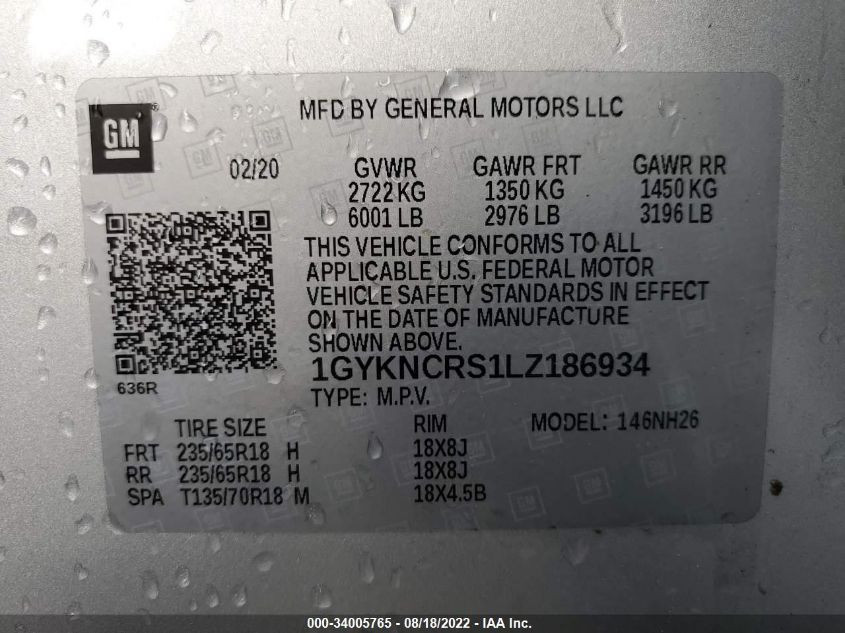 GM
MFD BY GENERAL MOTORS LLC
02/20 GVWR GAWR FRT GAWR RR
2722 KG 1350 KG 1450 KG
6001 LB 2976 LB 3196 LB
THIS VEHICLE CONFORMS TO ALL
APPLICABLE U.S. FEDERAL MOTOR
VEHICLE SAFETY STANDARDS IN EFFECT
ON THE DATE OF MANUFACTURE
SHOWN ABOVE.
1GYKNCRS1LZ186934
636R
TYPE: M.P.V.
TIRE SIZE RIM MODEL: 146NH26
FRT 235/65R18 H 18X8J
RR 235/65R18 H 18X8J
SPA T135/70R18 M 18X4.5B
000-34005765 - 08/18/2022 - IAA Inc.